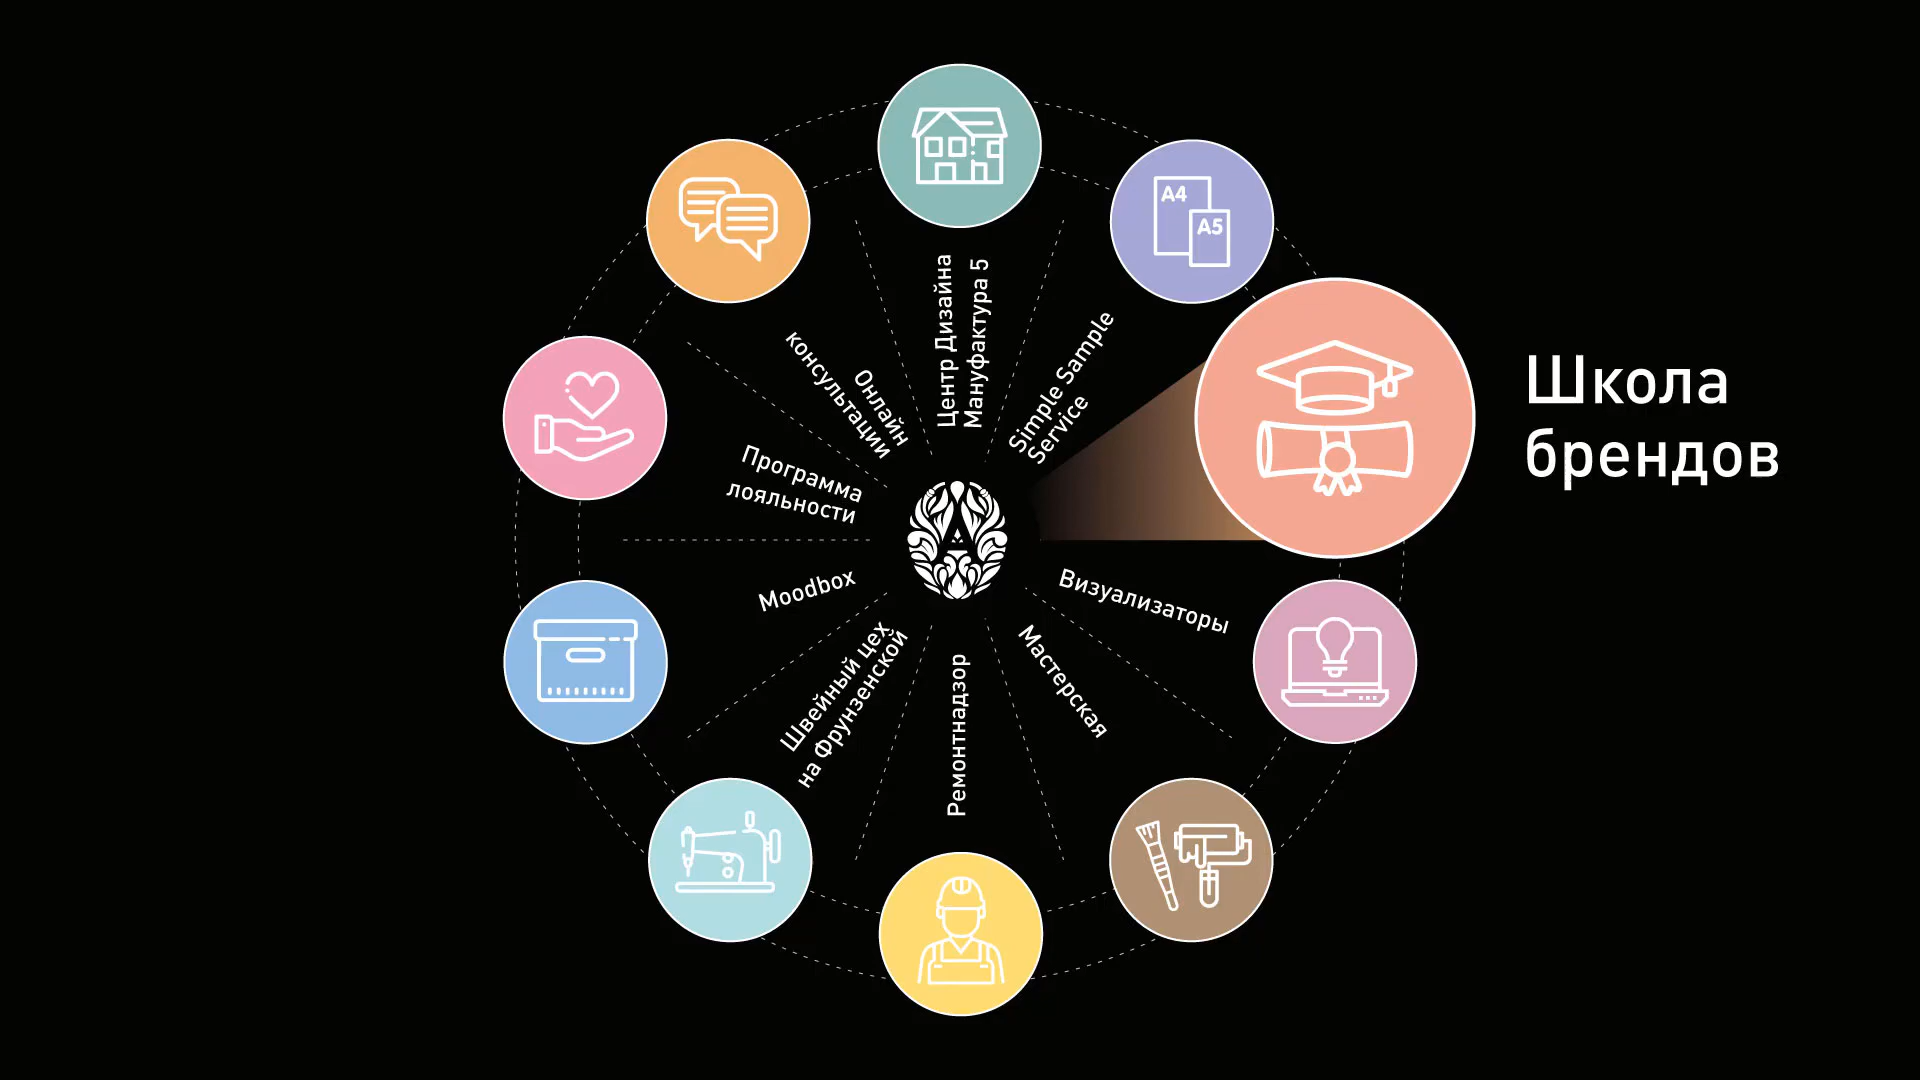 Центр Дизайна
Мануфактура 5
A4
A5
Simple Sample
Service
Школа
брендов
Визуализаторы
Мастерская
Ремонтнадзор
Швейный цех
на Фрунзенской
Moodbox
Программа
лояльности
Онлайн
консультации
A